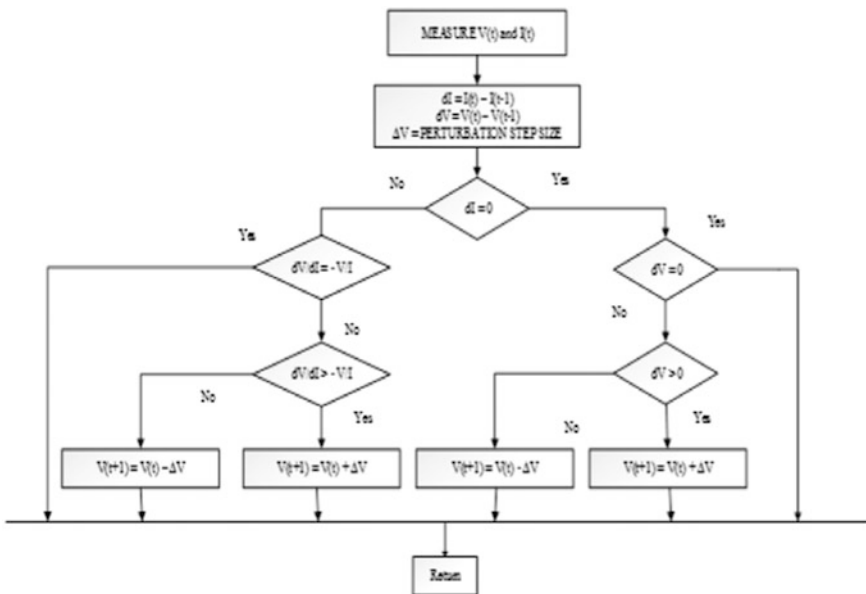 MEASURE V(t) and I(t)
dI = I(t) – I(t-1)
dV = V(t) – V(t-1)
ΔV = PERTURBATION STEP SIZE
No
Yes
dI = 0
Yes
Yes
dV/dI = - V/I
dV = 0
No
No
dV/dI > - V/I
dV > 0
No
Yes
No
Yes
V(t+1) = V(t) – ΔV
V(t+1) = V(t) + ΔV
V(t+1) = V(t) - ΔV
V(t+1) = V(t) + ΔV
Return